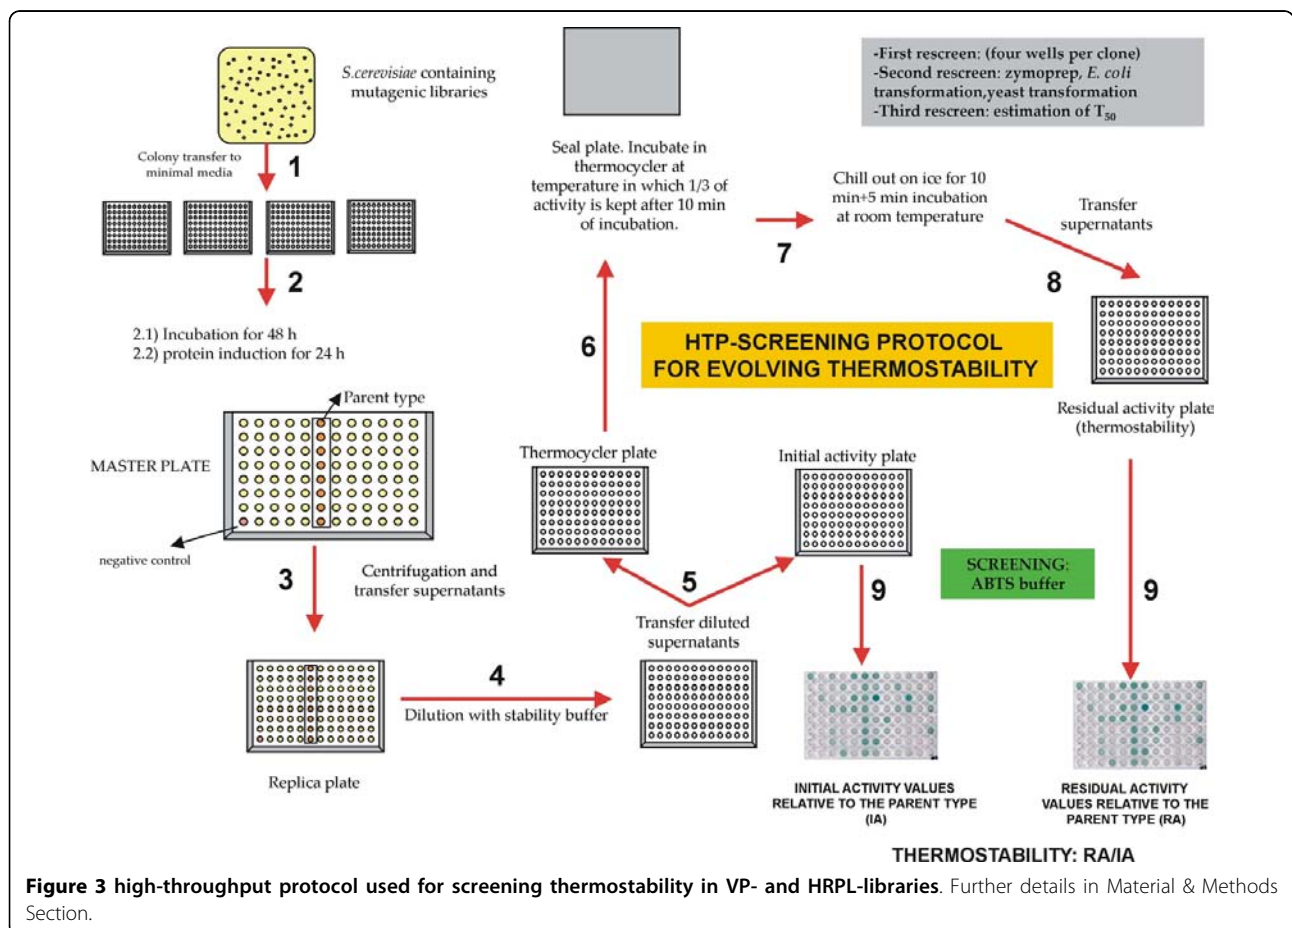 S.cerevisiae containing
mutagenic libraries
Colony transfer to
minimal media
1
2
2.1) Incubation for 48 h
2.2) protein induction for 24 h
Parent type
MASTER PLATE
negative control
3
Centrifugation and
transfer supernatants
Replica plate
4
Dilution with stability buffer
Transfer diluted
supernatants
5
Thermocycler plate
Initial activity plate
6
Seal plate. Incubate in
thermocycler at
temperature in which 1/3 of
activity is kept after 10 min
of incubation.
7
Chill out on ice for 10
min+5 min incubation
at room temperature
Transfer
supernatants
8
Residual activity plate
(thermostability)
-First rescreen: (four wells per clone)
-Second rescreen: zymoprep, E. coli
transformation,yeast transformation
-Third rescreen: estimation of T50
HTP-SCREENING PROTOCOL
FOR EVOLVING THERMOSTABILITY
9
SCREENING:
ABTS buffer
9
INITIAL ACTIVITY VALUES
RELATIVE TO THE PARENT TYPE
(IA)
RESIDUAL ACTIVITY
VALUES RELATIVE TO THE
PARENT TYPE (RA)
THERMOSTABILITY: RA/IA
Figure 3 high-throughput protocol used for screening thermostability in VP- and HRPL-libraries. Further details in Material & Methods
Section.